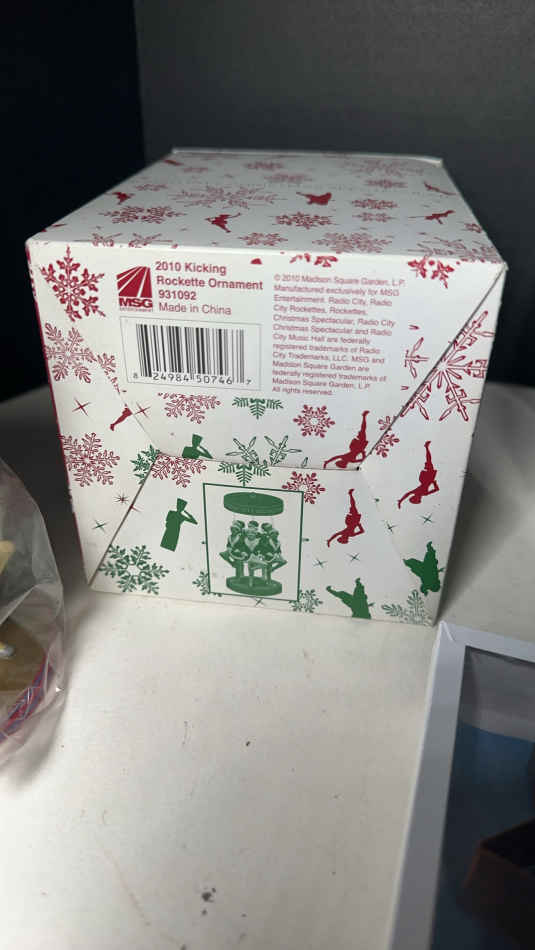 2010 Kicking
Rockette Ornament
931092
Made in China
MSG
8 24984 50746 7
© 2010 Madison Square Garden, L.P.
Manufactured exclusively for MSG
Entertainment. Radio City, Radio
City Rockettes, Rockettes,
Christmas Spectacular, Radio City
Christmas Spectacular and Radio
City Music Hall are federally
registered trademarks of Radio
City Trademarks, LLC. MSG and
Madison Square Garden are
federally registered trademarks of
Madison Square Garden, L.P.
All rights reserved.